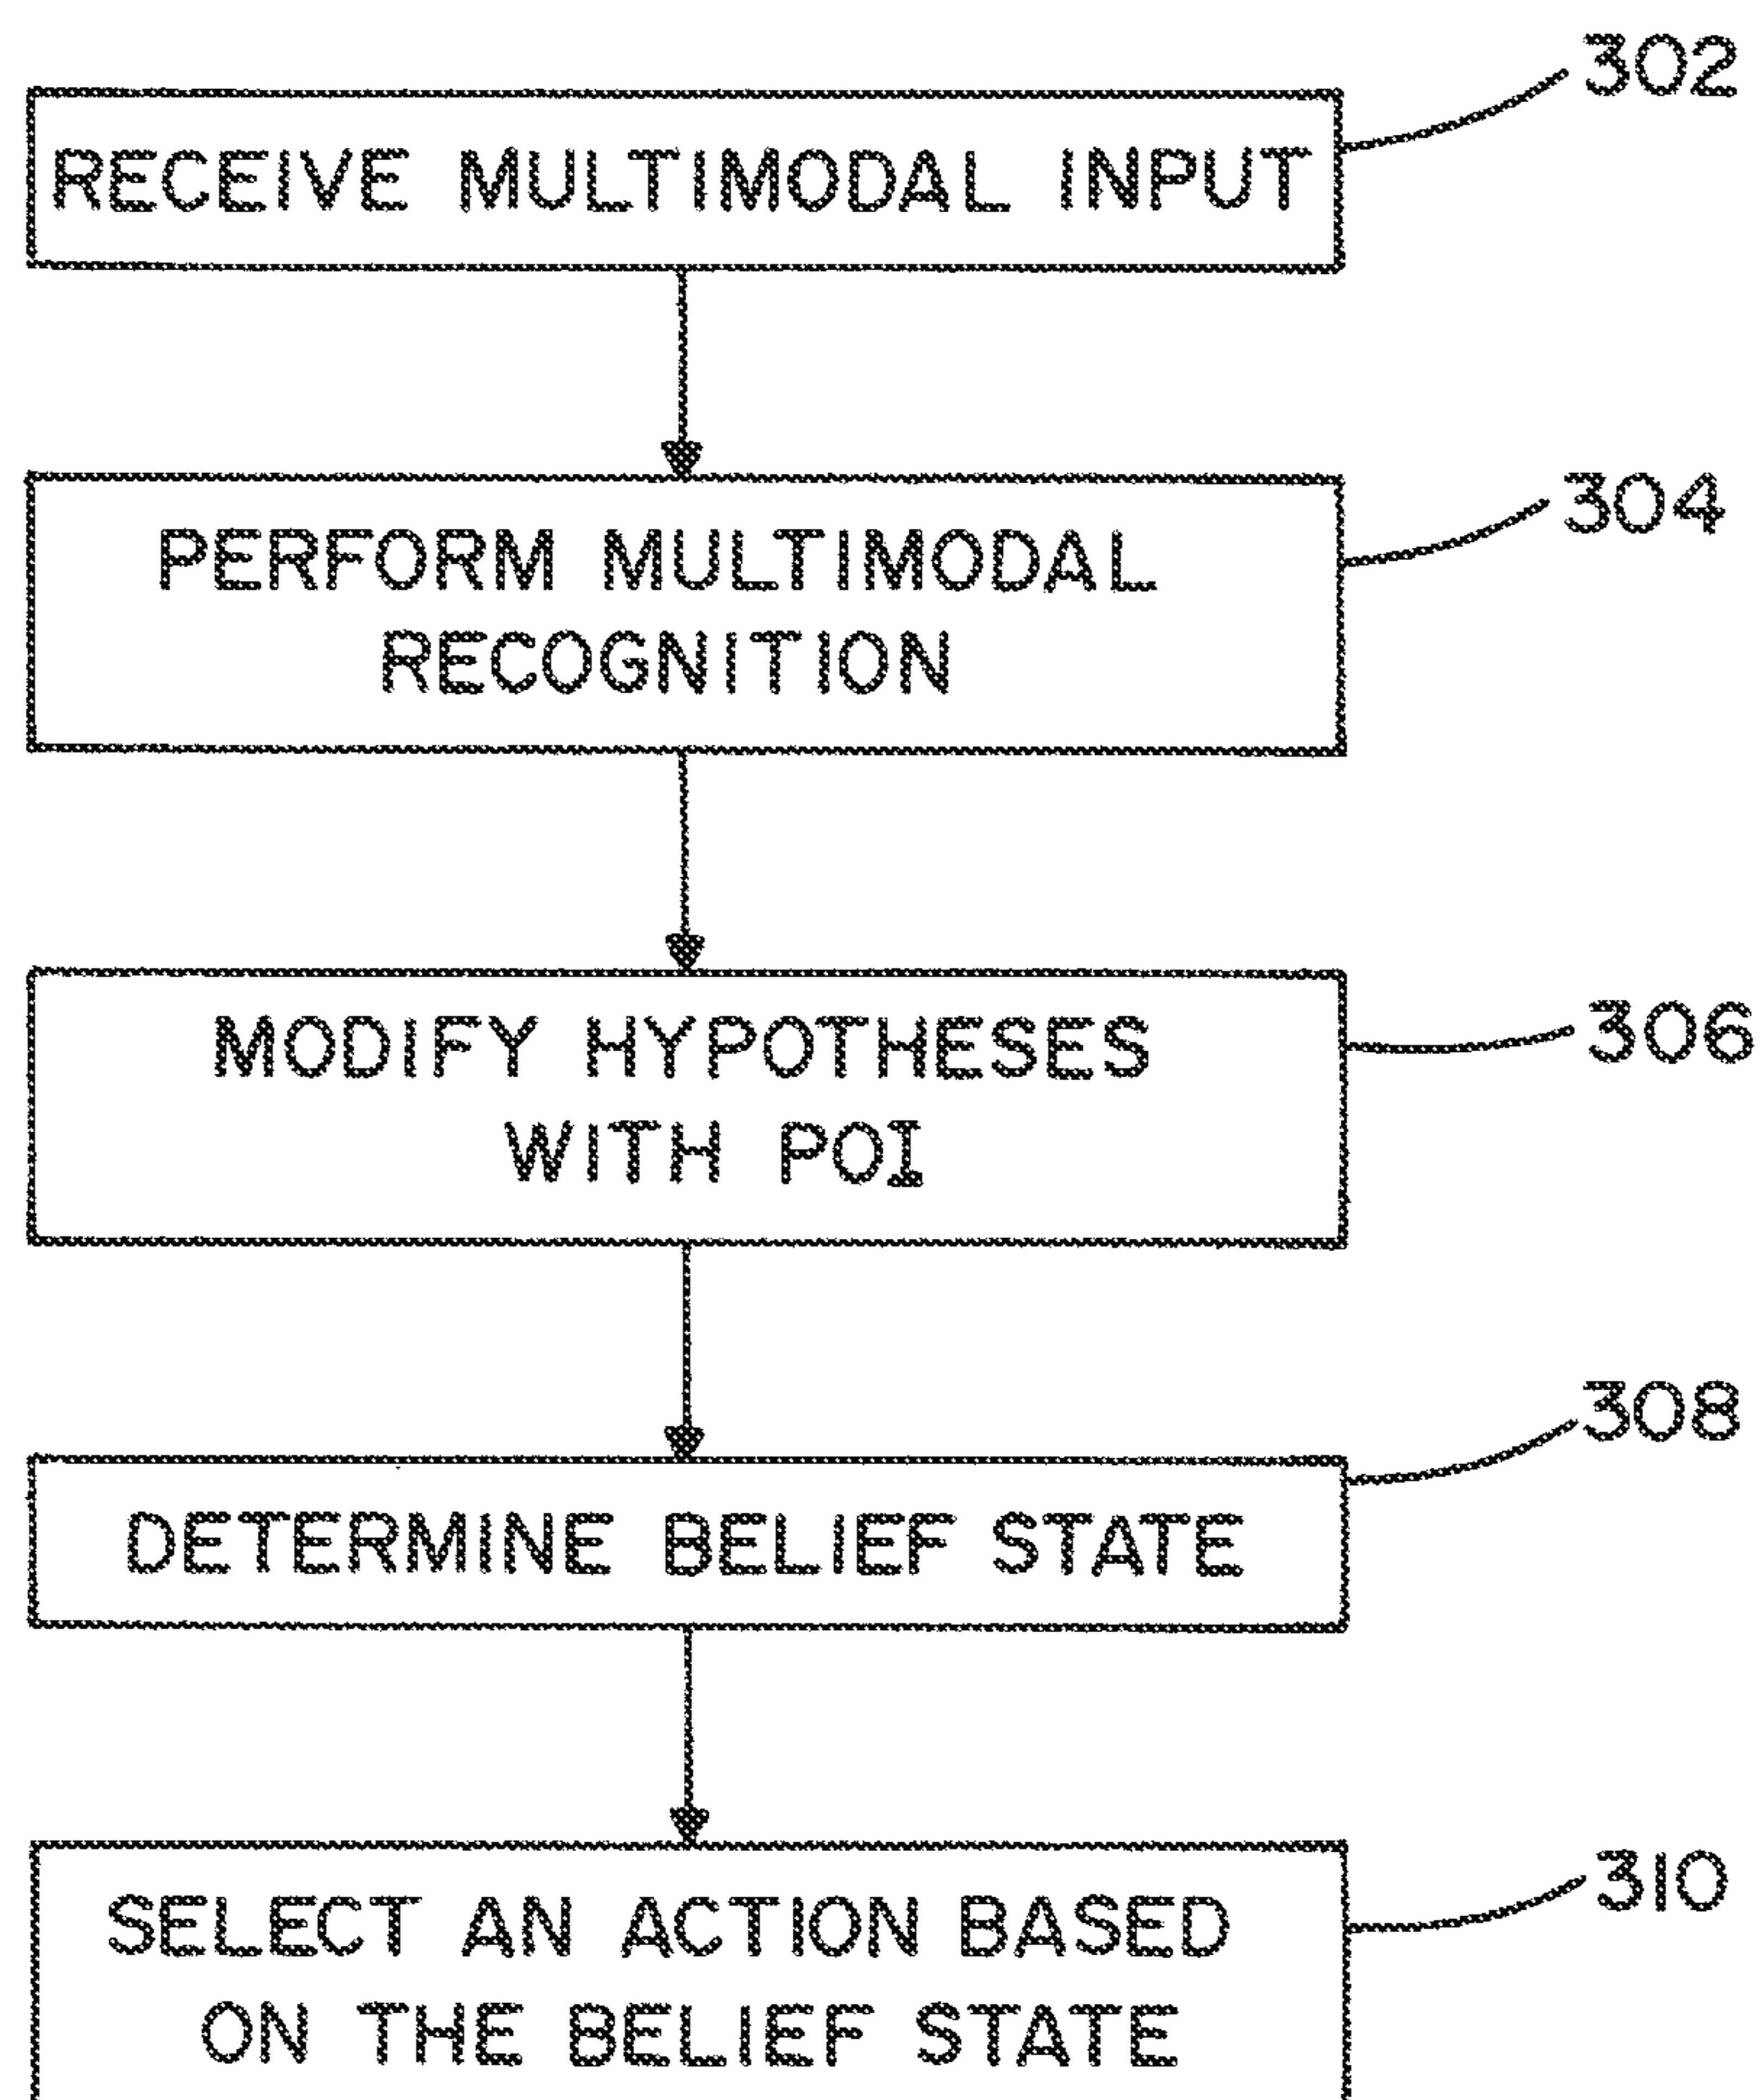 302
RECEIVE MULTIMODAL INPUT
304
PERFORM MULTIMODAL
RECOGNITION
306
MODIFY HYPOTHESES
WITH POI
308
DETERMINE BELIEF STATE
310
SELECT AN ACTION BASED
ON THE BELIEF STATE